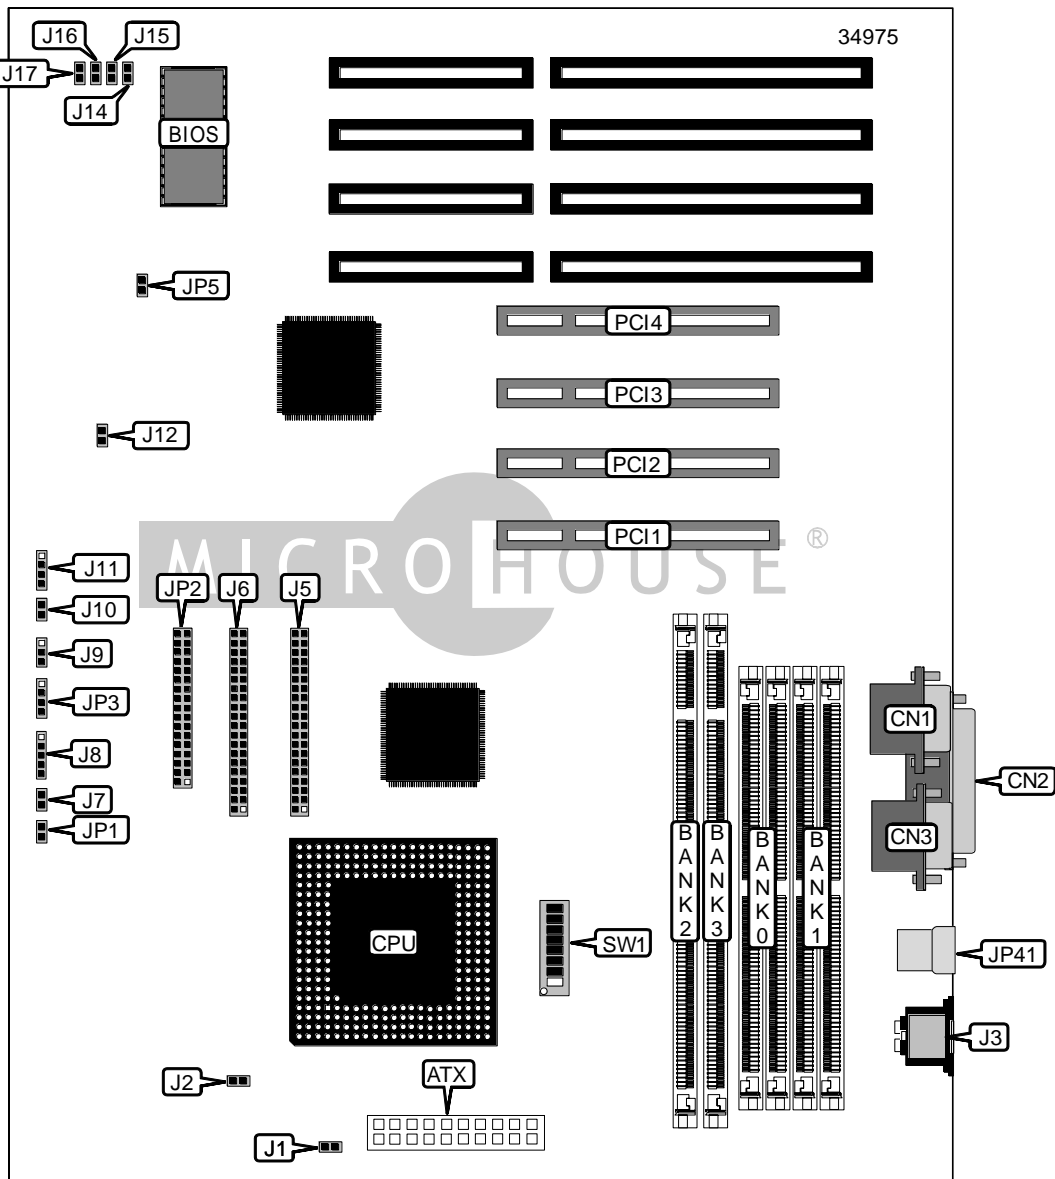 34975
J16
J15
J17
J14
BIOS
JP5
PCI4
PCI3
J12
PCI2
PCI1
MICROHOUSE ®
J11
JP2
J6
J5
J10
J9
JP3
J8
J7
JP1
CN1
CN2
CN3
BANK2
BANK3
BANK0
BANK1
CPU
SW1
JP41
J3
J2
ATX
J1